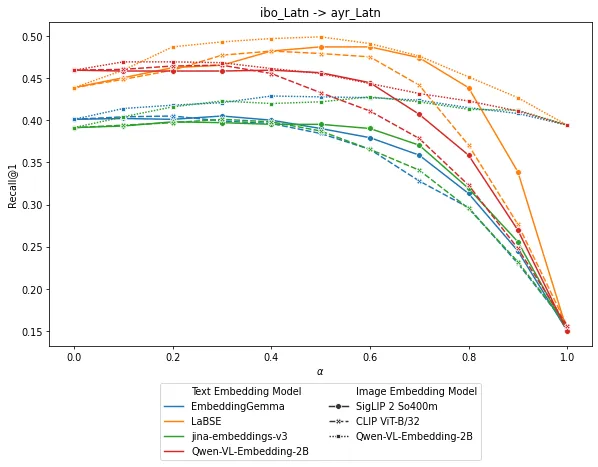 ibo_Latn -> ayr_Latn
Recall@1
0.50
0.45
0.40
0.35
0.30
0.25
0.20
0.15
0.0 0.2 0.4 0.6 0.8 1.0
α
Text Embedding Model
EmbeddingGemma
LaBSE
jina-embeddings-v3
Qwen-VL-Embedding-2B
Image Embedding Model
SigLIP 2 So400m
CLIP ViT-B/32
Qwen-VL-Embedding-2B